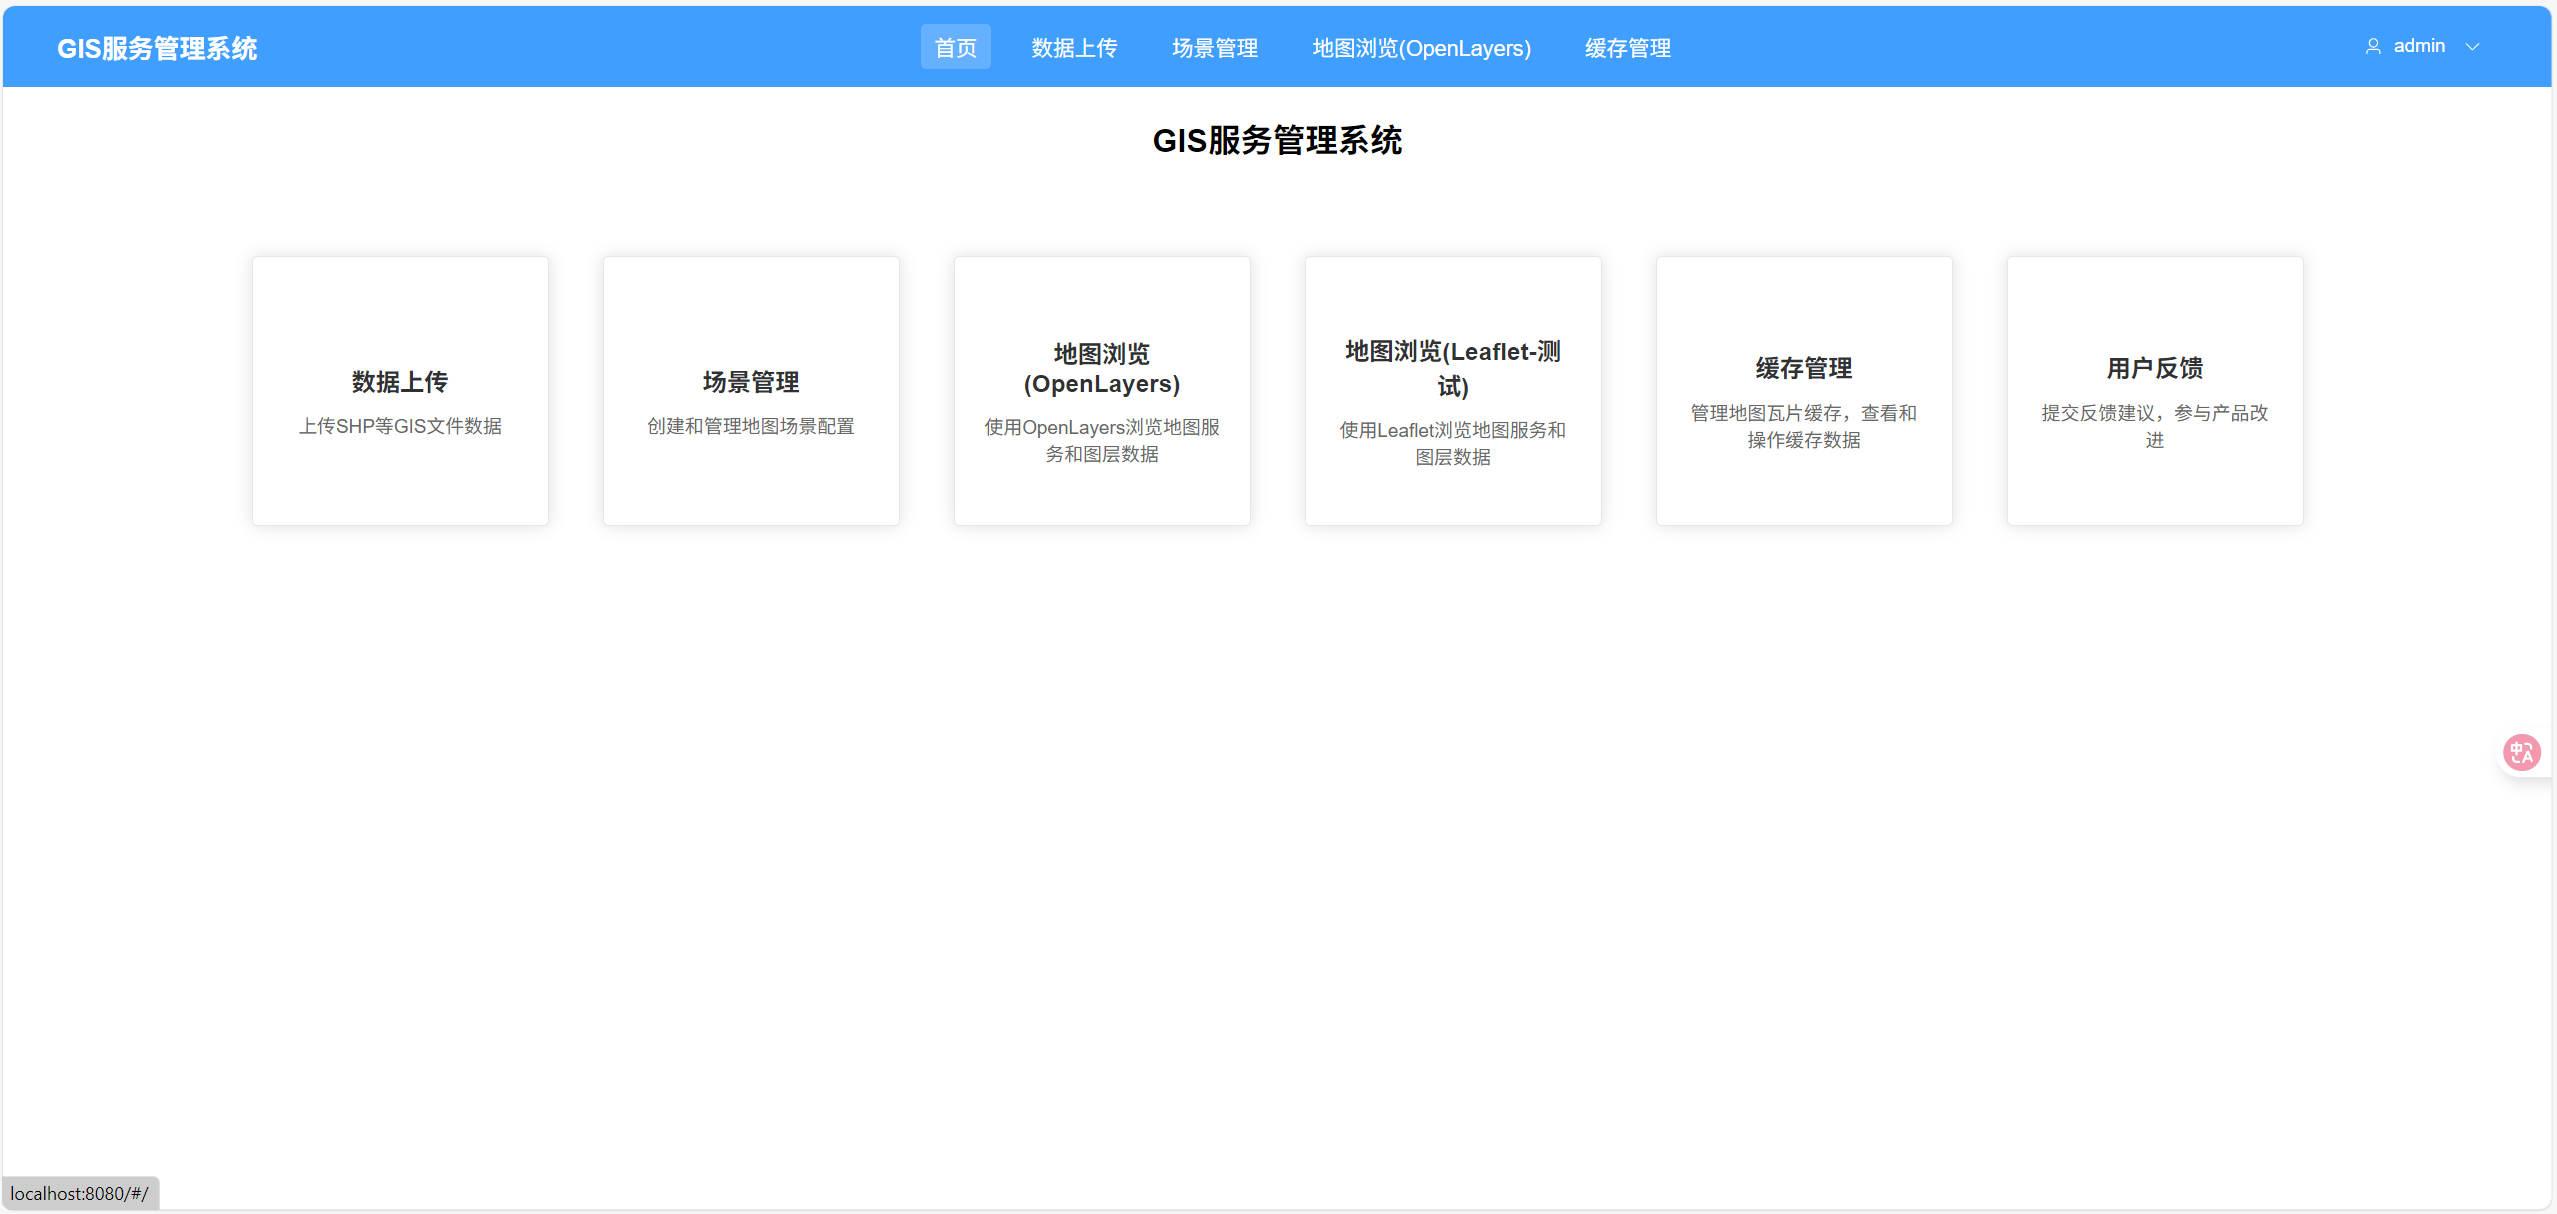 GIS服务管理系统
首页
数据上传
场景管理
地图浏览(OpenLayers)
缓存管理
admin
GIS服务管理系统
数据上传
上传SHP等GIS文件数据
场景管理
创建和管理地图场景配置
地图浏览
(OpenLayers)
使用OpenLayers浏览地图服
务和图层数据
地图浏览(Leaflet-测
试)
使用Leaflet浏览地图服务和
图层数据
缓存管理
管理地图瓦片缓存，查看和
操作缓存数据
用户反馈
提交反馈建议，参与产品改
进
中A
localhost:8080/#/